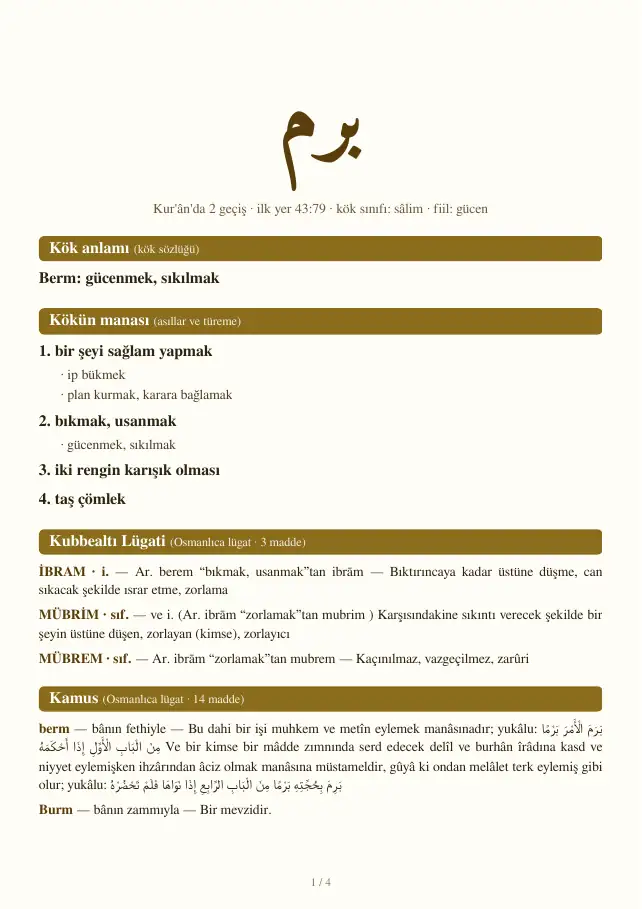 برم
Kur'ân'da 2 geçiş · ilk yer 43:79 · kök sınıfı: sâlim · fiil: gücen
Kök anlamı (kök sözlüğü)
Berm: gücenmek, sıkılmak
Kökün manası (asıllar ve türeme)
1. bir şeyi sağlam yapmak
· ip bükmek
· plan kurmak, karara bağlamak
2. bıkmak, usanmak
· gücenmek, sıkılmak
3. iki rengin karışık olması
4. taş çömlek
Kubbealtı Lügati (Osmanlıca lügat · 3 madde)
İBRAM · i. — Ar. berem “bıkmak, usanmak”tan ibrām — Bıktırıncaya kadar üstüne düşme, can
sıkacak şekilde ısrar etme, zorlama
MÜBRİM · sıf. — ve i. (Ar. ibrām “zorlamak”tan mubrim ) Karşısındakine sıkıntı verecek şekilde bir
şeyin üstüne düşen, zorlayan (kimse), zorlayıcı
MÜBREM · sıf. — Ar. ibrām “zorlamak”tan mubrem — Kaçınılmaz, vazgeçilmez, zarûri
Kamus (Osmanlıca lügat · 14 madde)
berm — bânın fethiyle — Bu dahi bir işi muhkem ve metîn eylemek manâsınadır; yukâlu: بَرَمَ الْأَمْرَ بَرْمًا
مِنَ الْبَابِ الْأَوَّلِ إِذَا أَحْكَمَهُ Ve bir kimse bir mâdde zımnında serd edecek delîl ve burhân îrâdına kasd ve
niyyet eylemişken ihzârından âciz olmak manâsına müstameldir, gûyâ ki ondan melâlet terk eylemiş gibi
olur; yukâlu: بَرِمَ بِحُجَّتِهِ بَرَمًا مِنَ الْبَابِ الرَّابِعِ إِذَا نَوَاهَا فَلَمْ تَحْضُرْهُ
Burm — bânın zammıyla — Bir mevzidir.
1 / 4